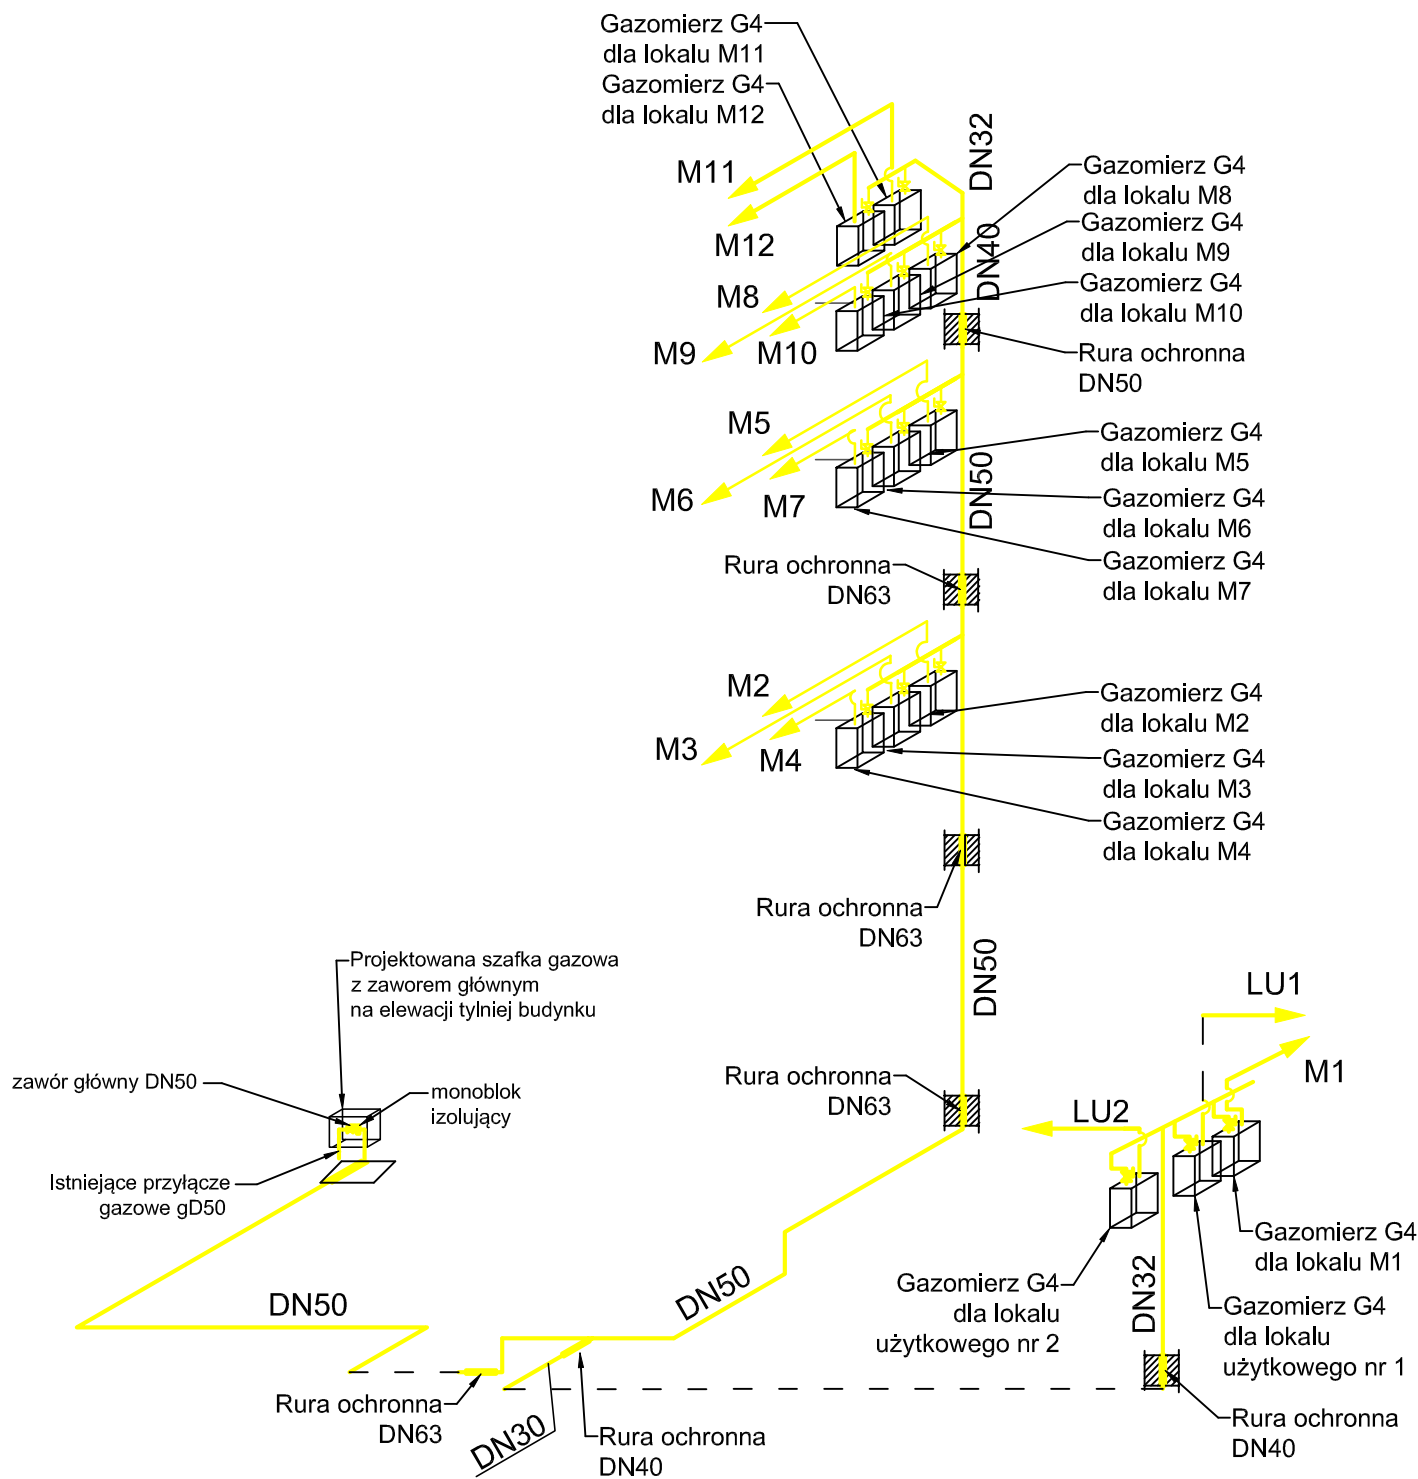 Gazomierz G4
dla lokalu M11
Gazomierz G4
dla lokalu M12
DN32
M11
M12
Gazomierz G4
dla lokalu M8
Gazomierz G4
dla lokalu M9
Gazomierz G4
dla lokalu M10
DN40
M8
M9
M10
Rura ochronna
DN50
M5
M6
M7
Gazomierz G4
dla lokalu M5
DN50
Gazomierz G4
dla lokalu M6
Gazomierz G4
dla lokalu M7
Rura ochronna
DN63
M2
M3
M4
Gazomierz G4
dla lokalu M2
Gazomierz G4
dla lokalu M3
Gazomierz G4
dla lokalu M4
Rura ochronna
DN63
DN50
Projektowana szafka gazowa
z zaworem głównym
na elewacji tylniej budynku
zawór główny DN50
monoblok
izolujący
Istniejące przyłącze
gazowe gD50
Rura ochronna
DN63
LU1
M1
LU2
Gazomierz G4
dla lokalu M1
Gazomierz G4
dla lokalu
użytkowego nr 2
DN32
Gazomierz G4
dla lokalu
użytkowego nr 1
DN50
DN50
Rura ochronna
DN63
DN30
Rura ochronna
DN40
Rura ochronna
DN40